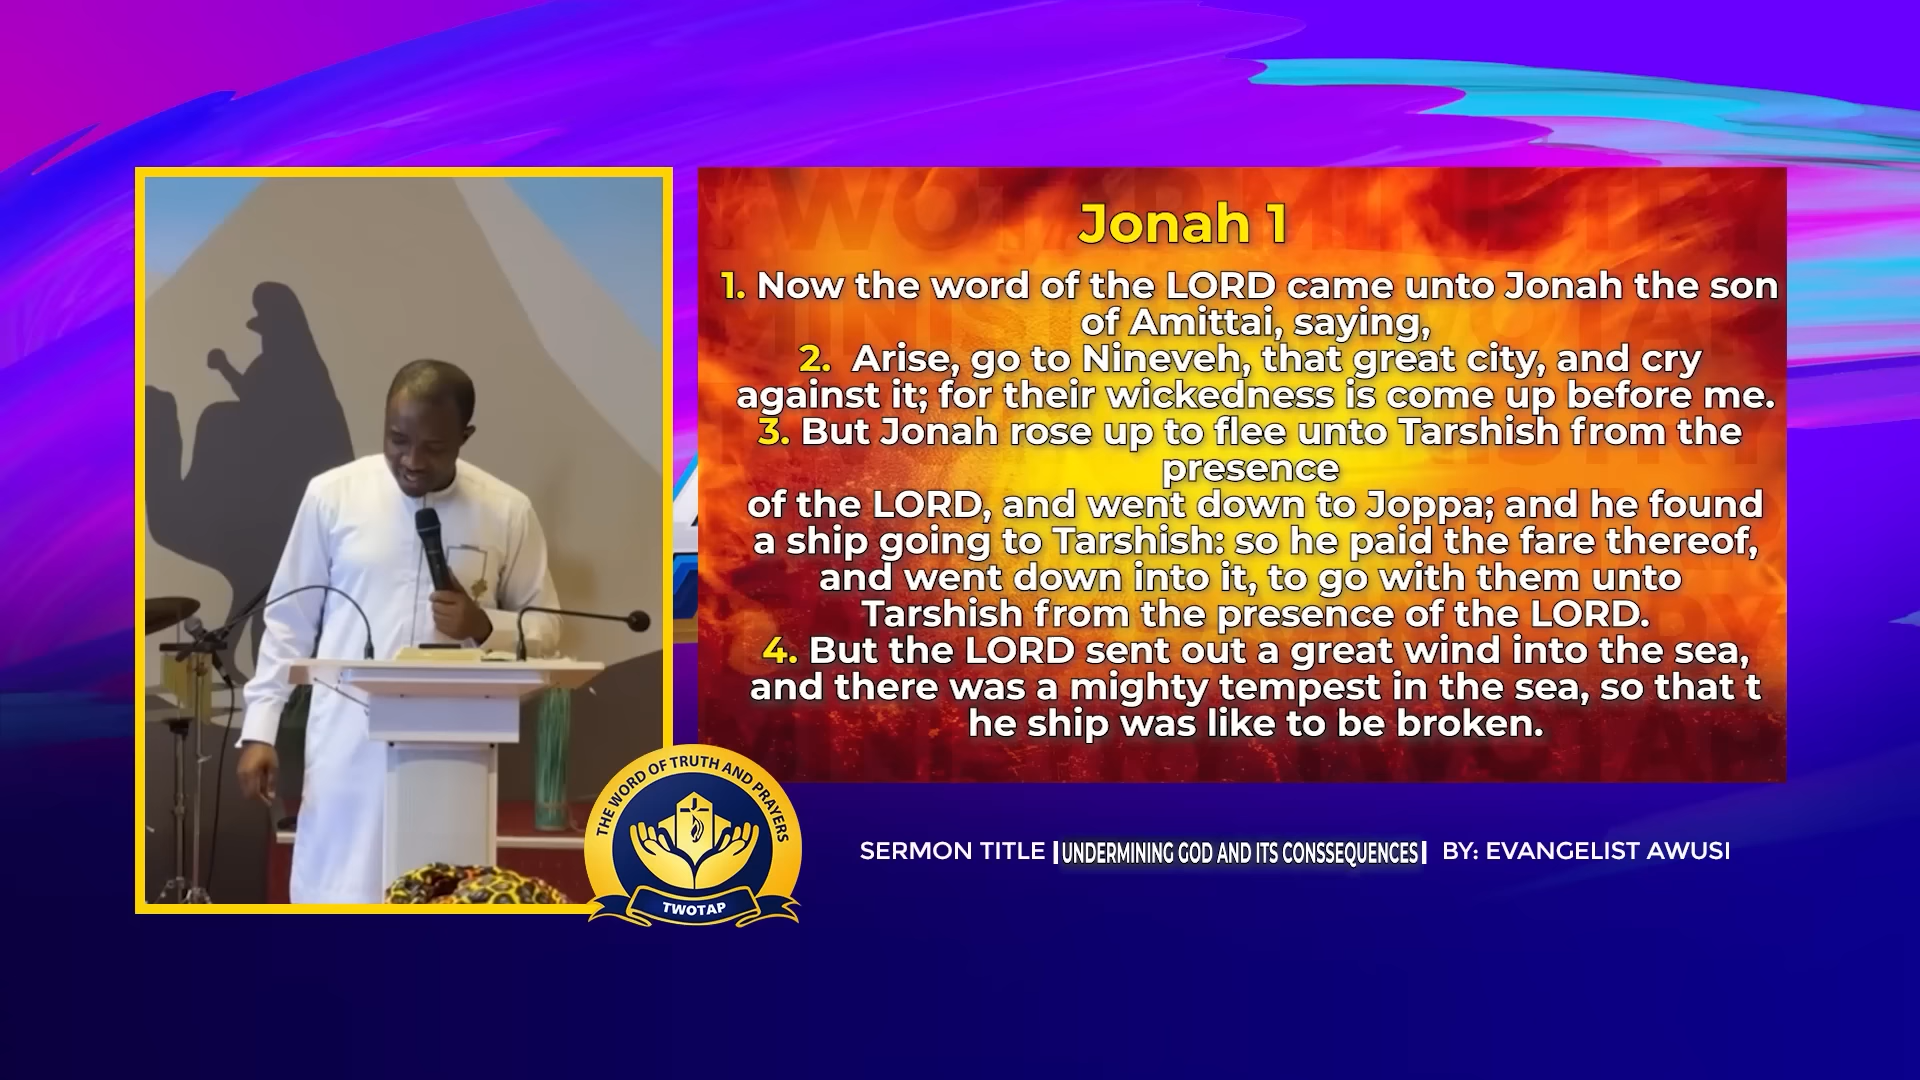 Jonah 1
1. Now the word of the LORD came unto Jonah the son
of Amittai, saying,
2. Arise, go to Nineveh, that great city, and cry
against it; for their wickedness is come up before me.
3. But Jonah rose up to flee unto Tarshish from the
presence
of the LORD, and went down to Joppa; and he found
a ship going to Tarshish: so he paid the fare thereof,
and went down into it, to go with them unto
Tarshish from the presence of the LORD.
4. But the LORD sent out a great wind into the sea,
and there was a mighty tempest in the sea, so that t
he ship was like to be broken.
THE WORD OF TRUTH AND PRAYERS
TWOTAP
SERMON TITLE | UNDERMINING GOD AND ITS CONSSEQUENCES | BY: EVANGELIST AWUSI